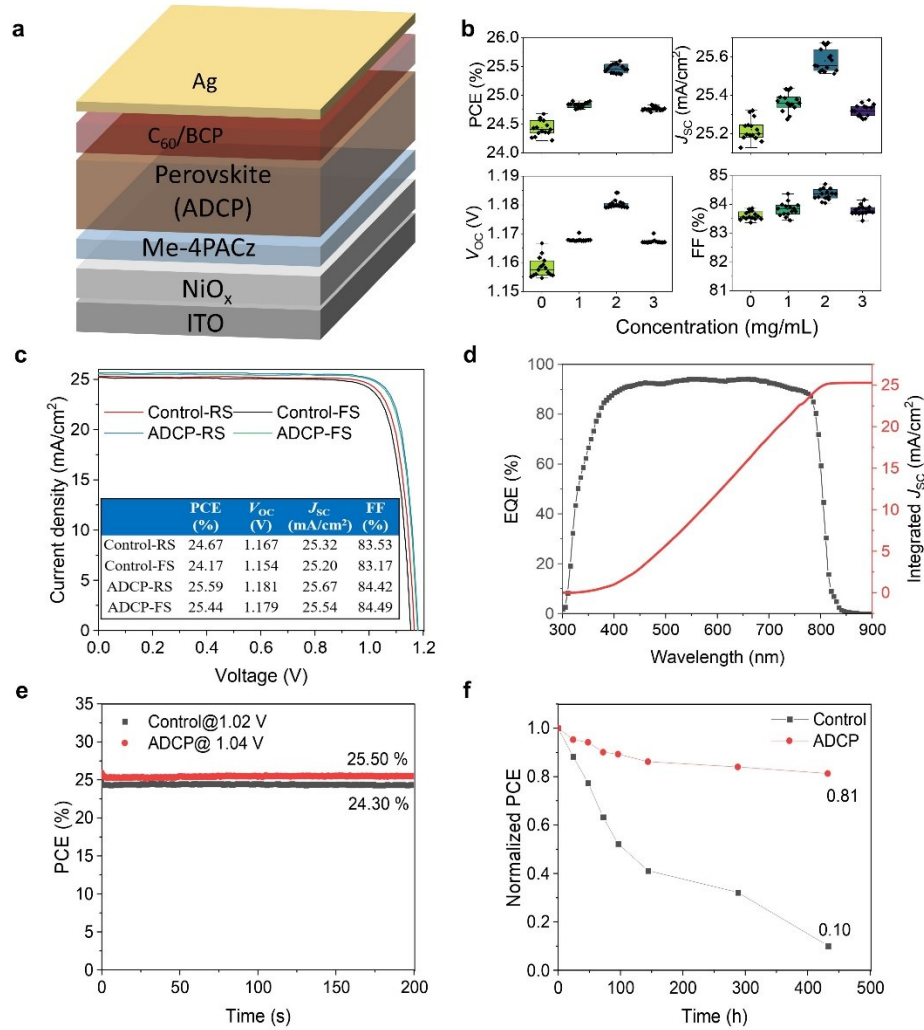 a
Ag
C60/BCP
Perovskite
(ADCP)
Me-4PACz
NiOx
ITO
b
PCE (%)
26.0
25.5
25.0
24.5
24.0
JSC (mA/cm²)
25.6
25.4
25.2
VOC (V)
1.19
1.18
1.17
1.16
1.15
FF (%)
84
83
82
81
0 1 2 3
0 1 2 3
Concentration (mg/mL)
c
Current density (mA/cm²)
25
20
15
10
5
0
Control-RS Control-FS
ADCP-RS ADCP-FS
PCE (%) VOC (V) JSC (mA/cm²) FF (%)
Control-RS 24.67 1.167 25.32 83.53
Control-FS 24.17 1.154 25.20 83.17
ADCP-RS 25.59 1.181 25.67 84.42
ADCP-FS 25.44 1.179 25.54 84.49
0.0 0.2 0.4 0.6 0.8 1.0 1.2
Voltage (V)
d
EQE (%)
100
80
60
40
20
0
Integrated JSC (mA/cm²)
25
20
15
10
5
0
300 400 500 600 700 800 900
Wavelength (nm)
e
PCE (%)
35
30
25
20
15
10
5
0
Control@1.02 V
ADCP@ 1.04 V
25.50 %
24.30 %
0 50 100 150 200
Time (s)
f
Normalized PCE
1.0
0.8
0.6
0.4
0.2
0.0
Control
ADCP
0.81
0.10
0 100 200 300 400 500
Time (h)